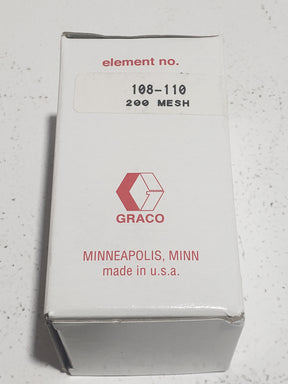 element no.
108-110
200 MESH
GRACO
MINNEAPOLIS, MINN
made in u.s.a.